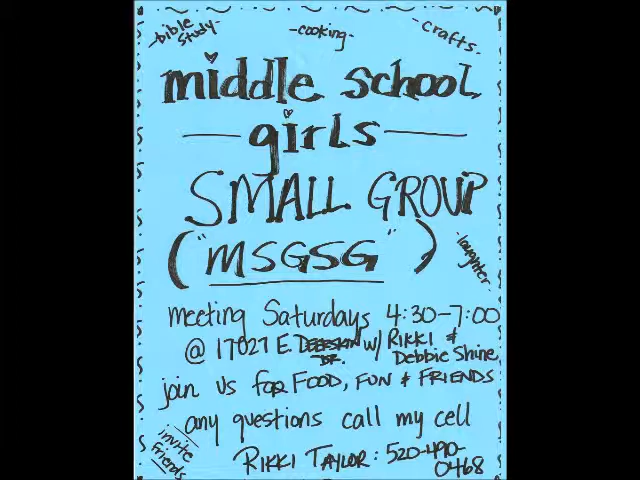 -bible study-
-cooking-
-crafts-
middle school
girls
SMALL GROUP
("MSGSG")
laughter.
meeting Saturdays 4:30-7:00
@ 17027 E. DEERSKIN DR. w/ RIKKI &
Debbie Shine
join us for FOOD, FUN & FRIENDS
any questions call my cell
invite
friends
RIKKI TAYLOR: 520-490-
0468